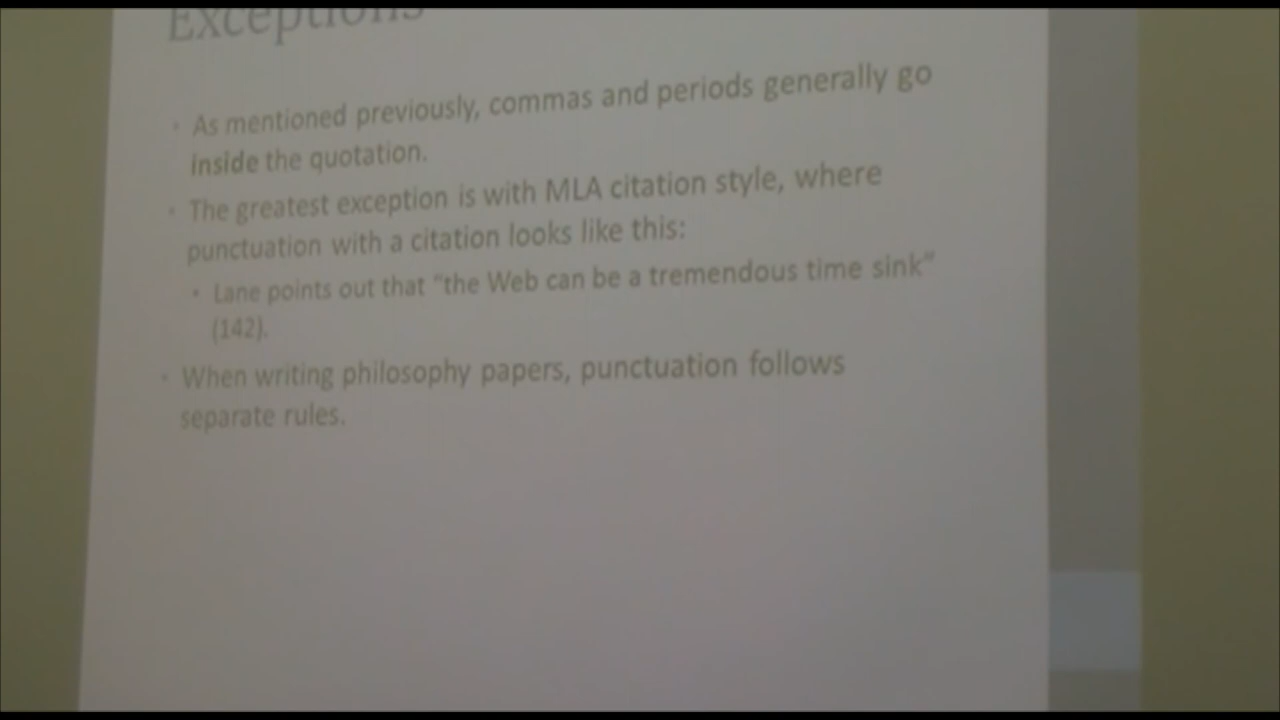 Exceptions
• As mentioned previously, commas and periods generally go
inside the quotation.
• The greatest exception is with MLA citation style, where
punctuation with a citation looks like this:
• Lane points out that "the Web can be a tremendous time sink"
(142).
• When writing philosophy papers, punctuation follows
separate rules.